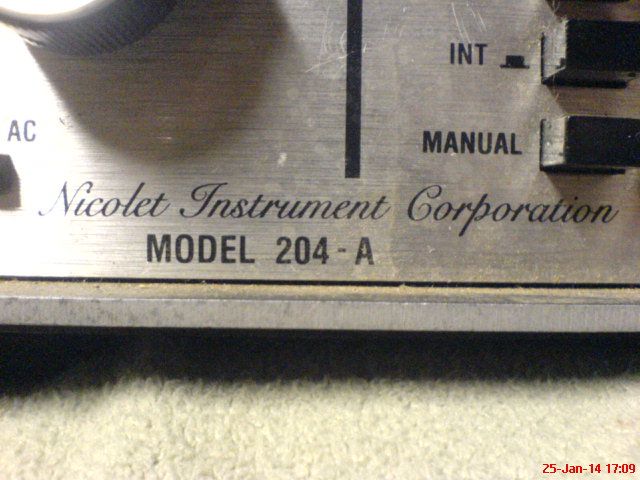 INT
AC
MANUAL
Nicolet Instrument Corporation
MODEL 204-A
25-Jan-14 17:09